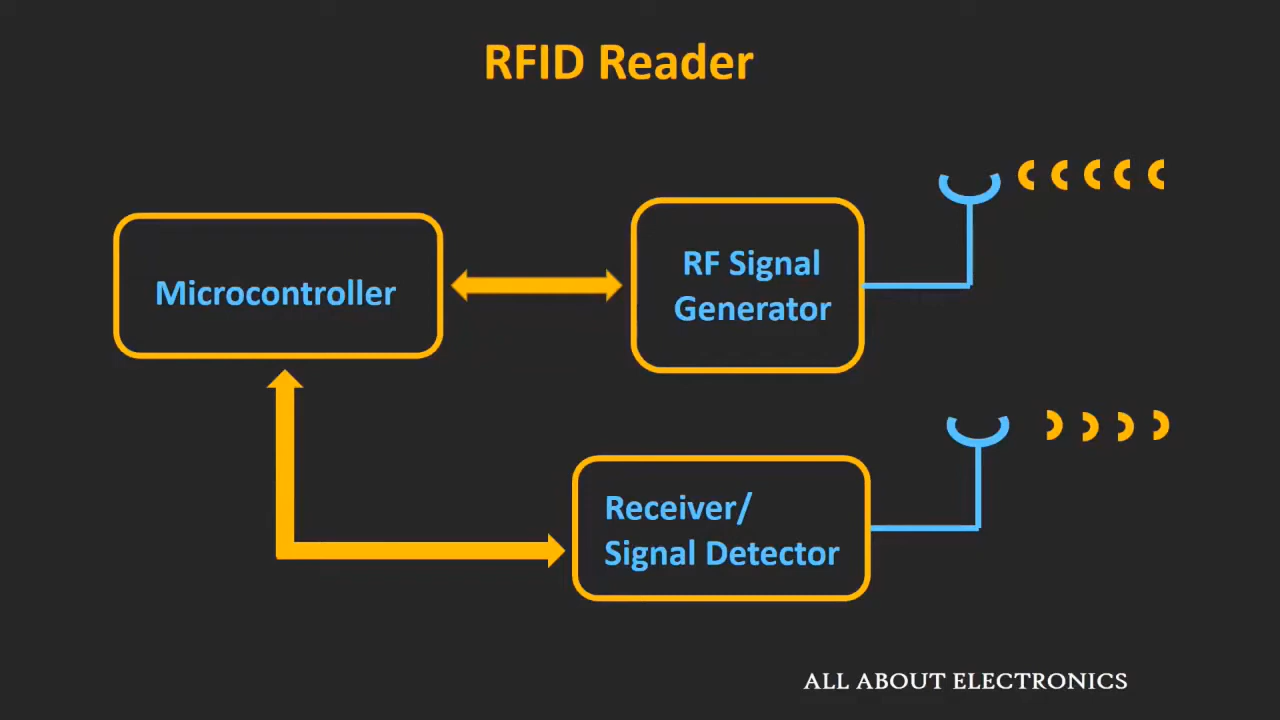 RFID Reader
Microcontroller
RF Signal
Generator
Receiver/
Signal Detector
ALL ABOUT ELECTRONICS